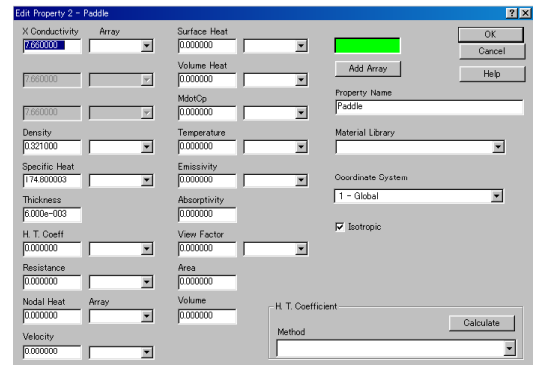 Edit Property 2 - Paddle
X Conductivity Array
7.660000
7.660000
7.660000
Density
0.321000
Specific Heat
174.800003
Thickness
6.000e-003
H. T. Coeff
0.000000
Resistance
0.000000
Nodal Heat Array
0.000000
Velocity
0.000000
Surface Heat
0.000000
Volume Heat
0.000000
MdotCp
0.000000
Temperature
0.000000
Emissivity
0.000000
Absorptivity
0.000000
View Factor
0.000000
Area
0.000000
Volume
0.000000
Add Array
OK
Cancel
Help
Property Name
Paddle
Material Library
Coordinate System
1 - Global
Isotropic
H. T. Coefficient
Calculate
Method